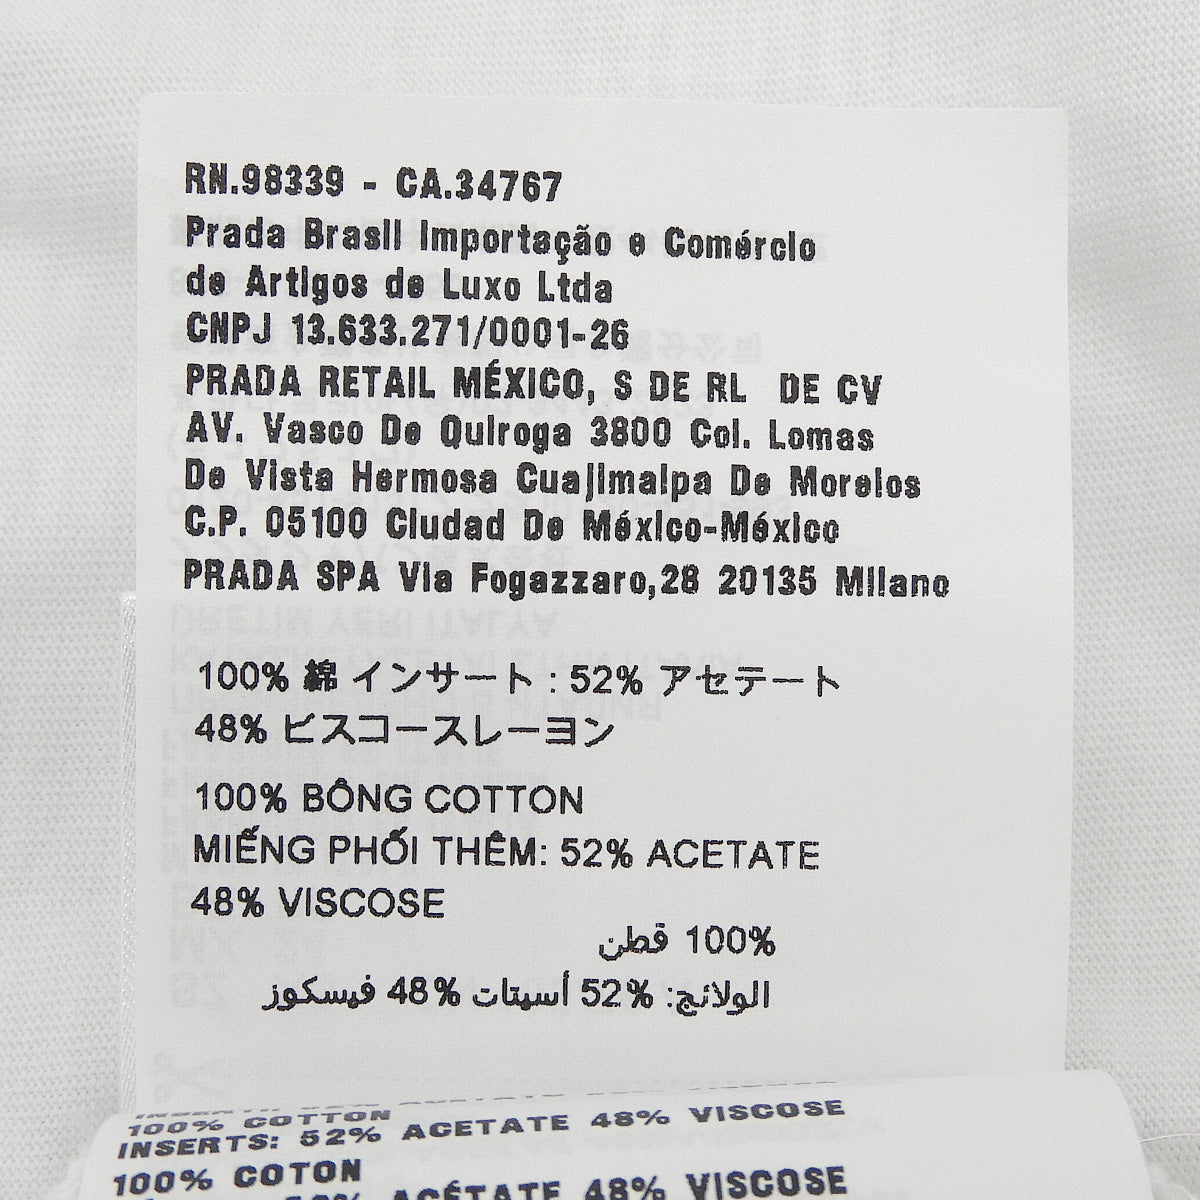 RN.98339 - CA.34767
Prada Brasil Importação e Comércio
de Artigos de Luxo Ltda
CNPJ 13.633.271/0001-26
PRADA RETAIL MÉXICO, S DE RL DE CV
AV. Vasco De Quiroga 3800 Col. Lomas
De Vista Hermosa Cuajimalpa De Morelos
C.P. 05100 Ciudad De México-México
PRADA SPA Via Fogazzaro,28 20135 Milano
100% 綿 インサート : 52% アセテート
48% ビスコースレーヨン
100% BÔNG COTTON
MIẾNG PHỐI THÊM: 52% ACETATE
48% VISCOSE
100% قطن
الولائج: 52% أسيتات 48% فيسكوز
100% COTTON
INSERTS: 52% ACETATE 48% VISCOSE
100% COTON
ACÉTATE 48% VISCOSE